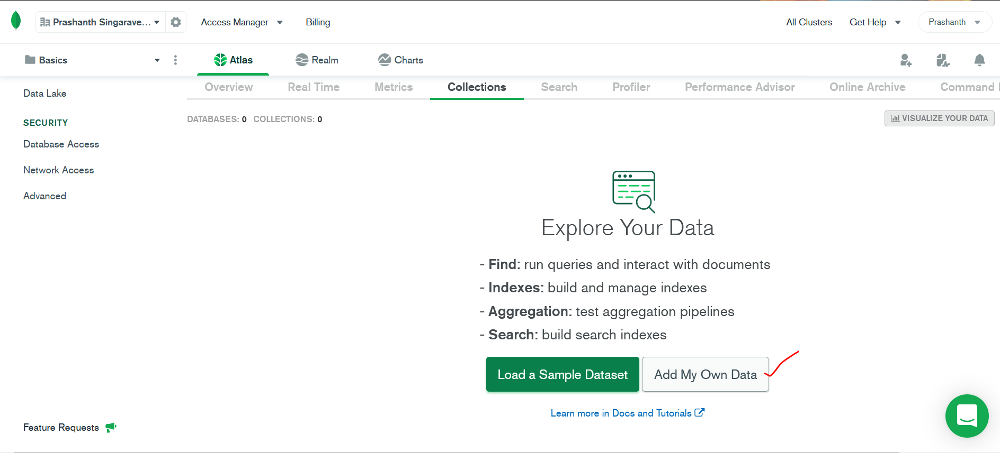 Prashanth Singarave... Access Manager Billing All Clusters Get Help Prashanth
Basics Atlas Realm Charts
Overview Real Time Metrics Collections Search Profiler Performance Advisor Online Archive Command
Data Lake
DATABASES: 0 COLLECTIONS: 0 VISUALIZE YOUR DATA
SECURITY
Database Access
Network Access
Advanced
Explore Your Data
- Find: run queries and interact with documents
- Indexes: build and manage indexes
- Aggregation: test aggregation pipelines
- Search: build search indexes
Load a Sample Dataset Add My Own Data
Learn more in Docs and Tutorials
Feature Requests